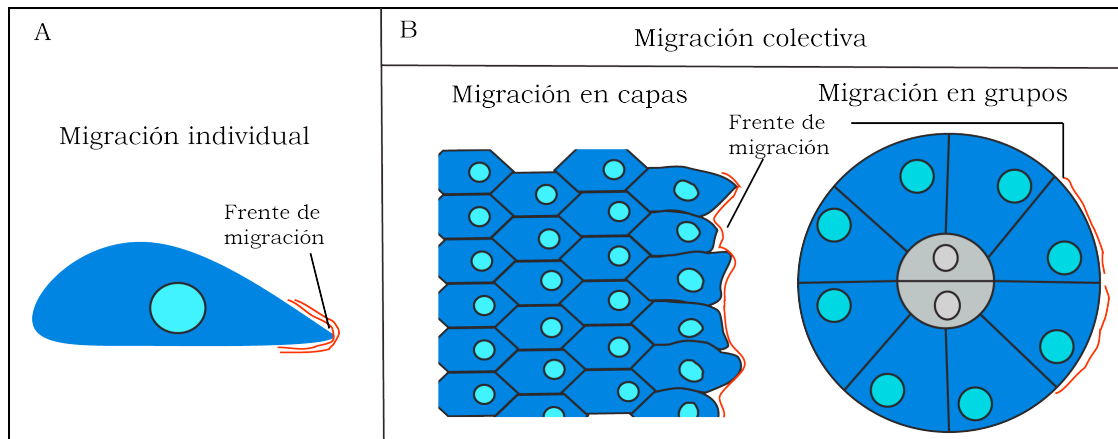 A
Migración individual
Frente de
migración
B
Migración colectiva
Migración en capas
Migración en grupos
Frente de
migración